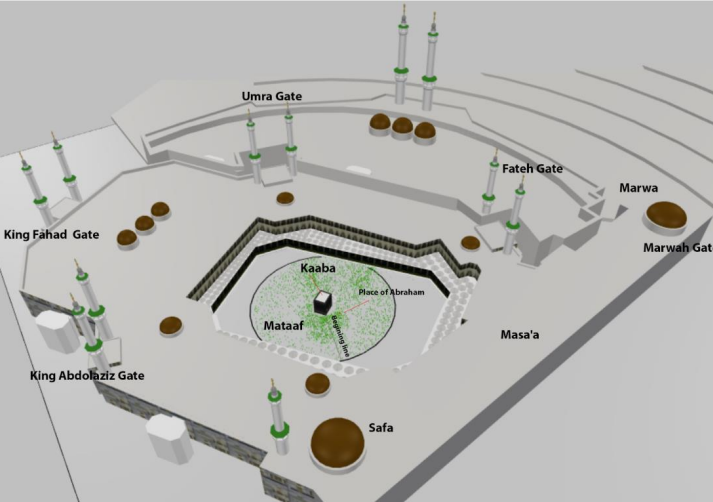 Umra Gate
Fateh Gate
Marwa
King Fahad  Gate
Marwah Gat
Kaaba
Place of Abraham
Mataaf
Begining line
Masa'a
King Abdolaziz Gate
Safa